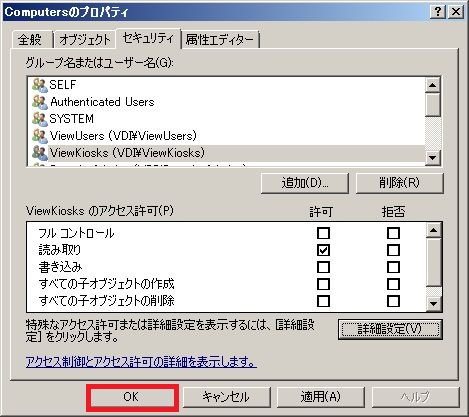 Computersのプロパティ
全般 オブジェクト セキュリティ 属性エディター
グループ名またはユーザー名(G):
SELF
Authenticated Users
SYSTEM
ViewUsers (VDI¥ViewUsers)
ViewKiosks (VDI¥ViewKiosks)
追加(D)... 削除(R)
ViewKiosks のアクセス許可(P) 許可 拒否
フル コントロール
読み取り
書き込み
すべての子オブジェクトの作成
すべての子オブジェクトの削除
特殊なアクセス許可または詳細設定を表示するには、[詳細設
定] をクリックします。 詳細設定(V)
アクセス制御とアクセス許可の詳細を表示します。
OK キャンセル 適用(A) ヘルプ